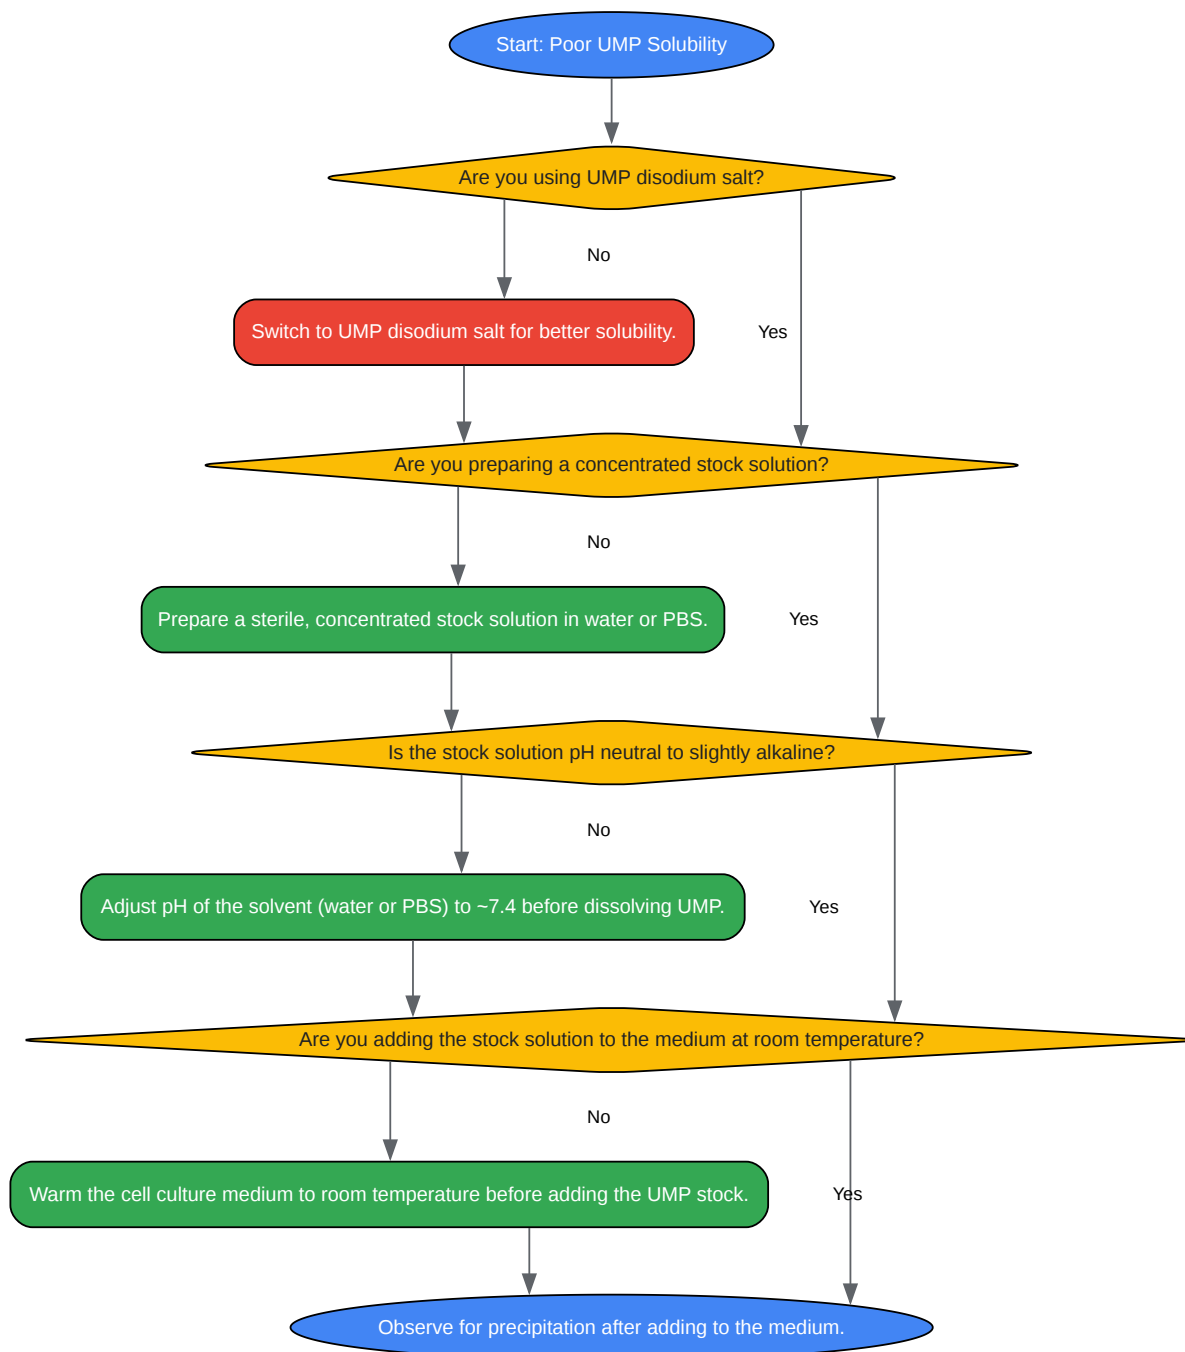 Start: Poor UMP Solubility
Are you using UMP disodium salt?
No
Switch to UMP disodium salt for better solubility.
Yes
Are you preparing a concentrated stock solution?
No
Prepare a sterile, concentrated stock solution in water or PBS.
Yes
Is the stock solution pH neutral to slightly alkaline?
No
Adjust pH of the solvent (water or PBS) to ~7.4 before dissolving UMP.
Yes
Are you adding the stock solution to the medium at room temperature?
No
Warm the cell culture medium to room temperature before adding the UMP stock.
Yes
Observe for precipitation after adding to the medium.